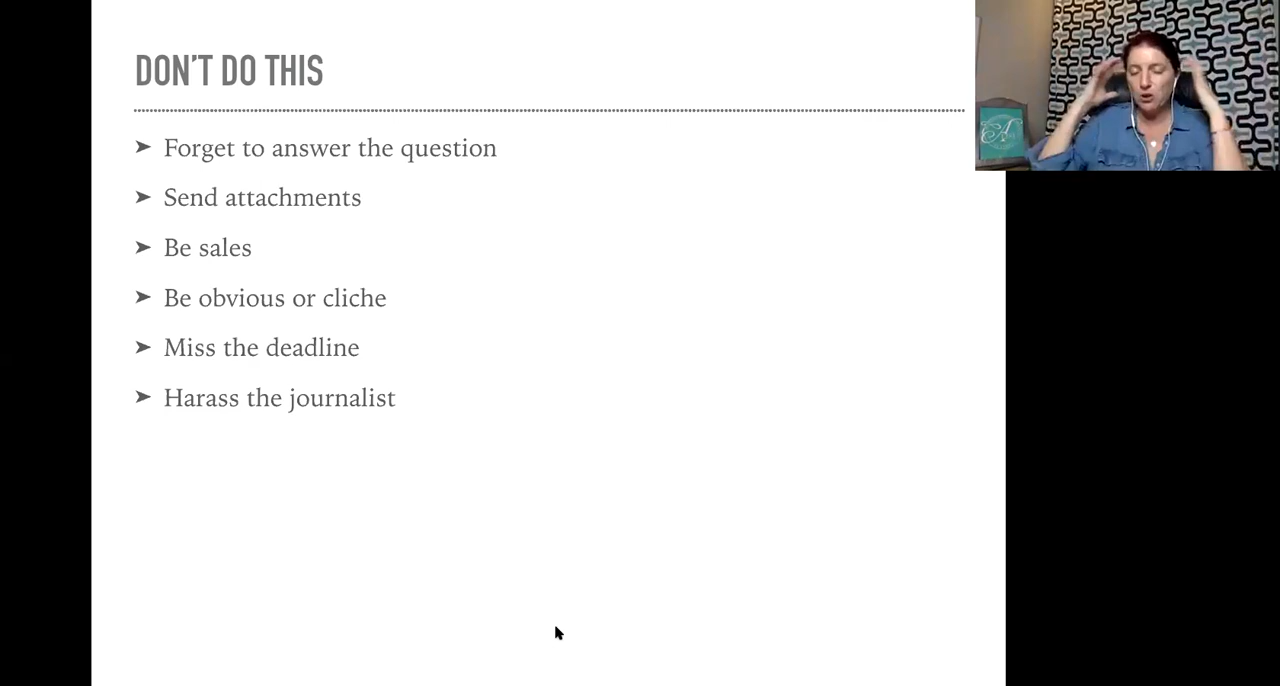 DON'T DO THIS
➤ Forget to answer the question
➤ Send attachments
➤ Be sales
➤ Be obvious or cliche
➤ Miss the deadline
➤ Harass the journalist